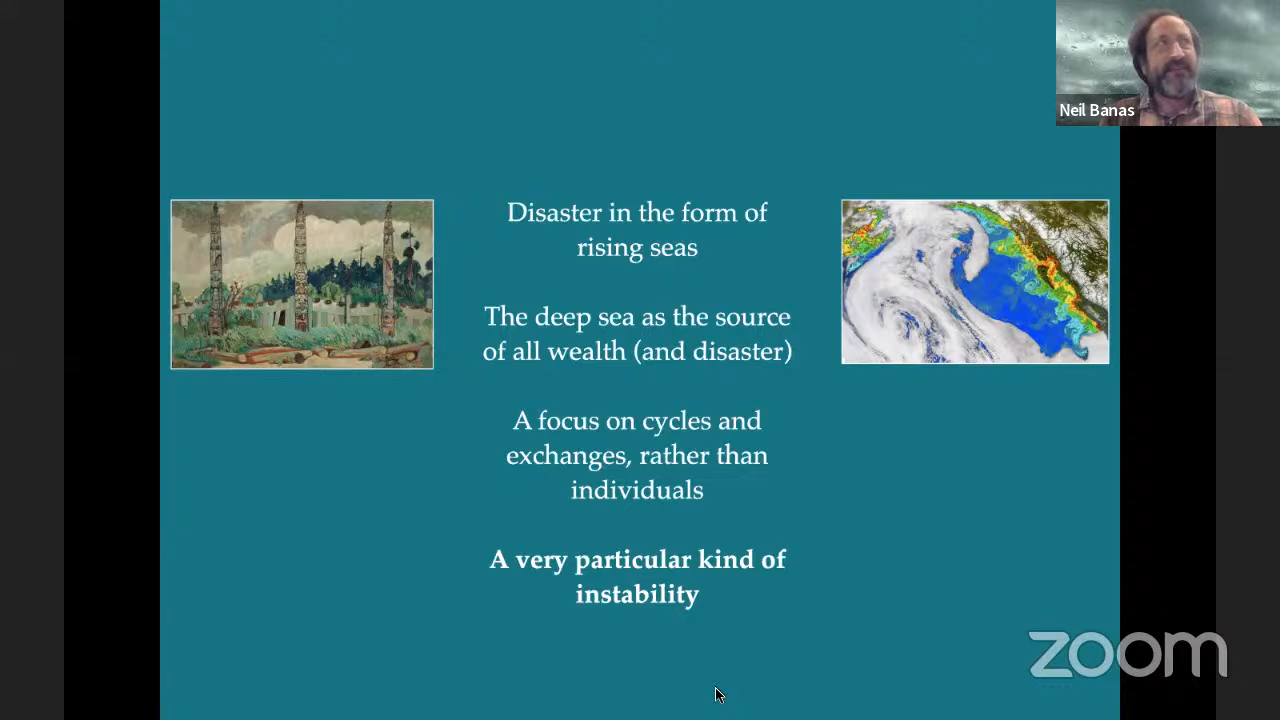 Neil Banas
Disaster in the form of
rising seas
The deep sea as the source
of all wealth (and disaster)
A focus on cycles and
exchanges, rather than
individuals
A very particular kind of
instability
zoom